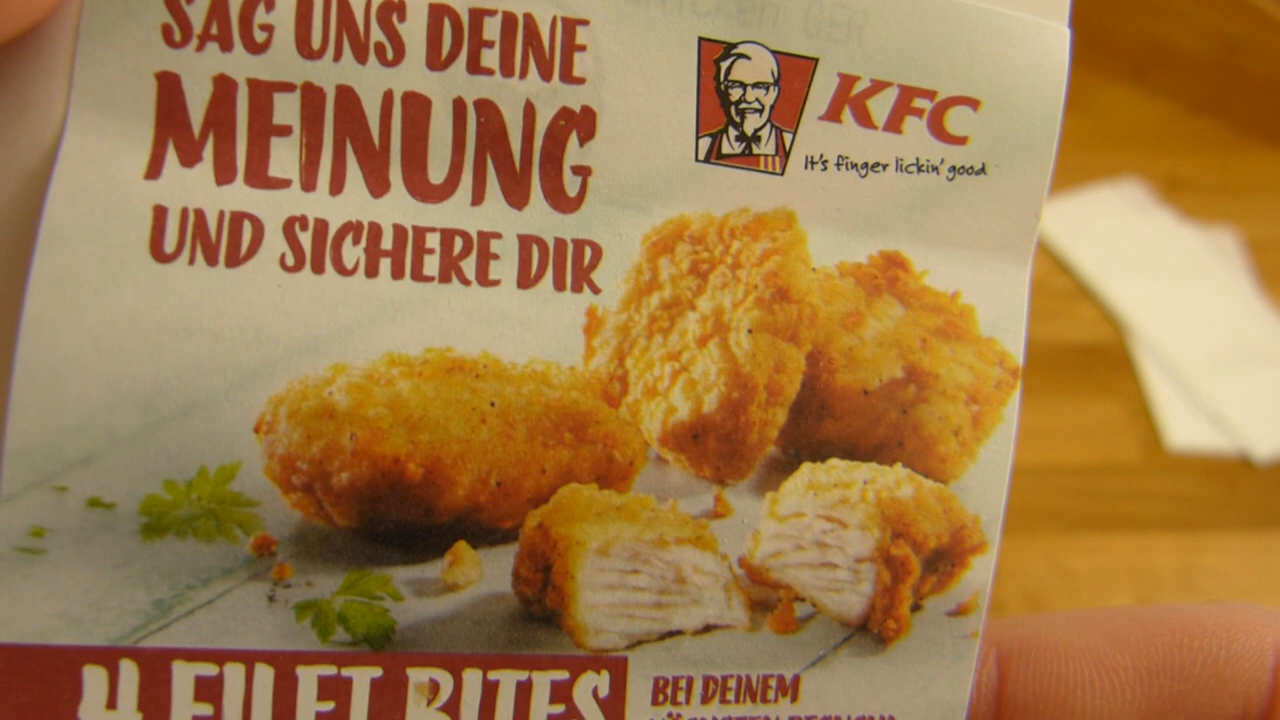 SAG UNS DEINE
MEINUNG
UND SICHERE DIR
KFC
It's finger lickin' good
4 FILET BITES
BEI DEINEM